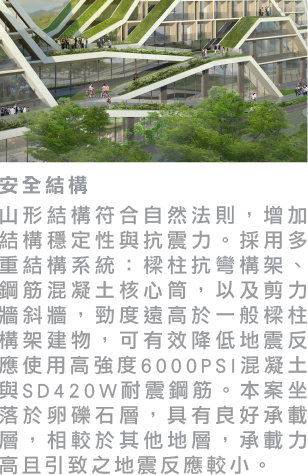 安全結構
山形結構符合自然法則，增加
結構穩定性與抗震力。採用多
重結構系統：樑柱抗彎構架、
鋼筋混凝土核心筒，以及剪力
牆斜牆，勁度遠高於一般樑柱
構架建物，可有效降低地震反
應使用高強度6000PSI混凝土
與SD420W耐震鋼筋。本案坐
落於卵礫石層，具有良好承載
層，相較於其他地層，承載力
高且引致之地震反應較小。